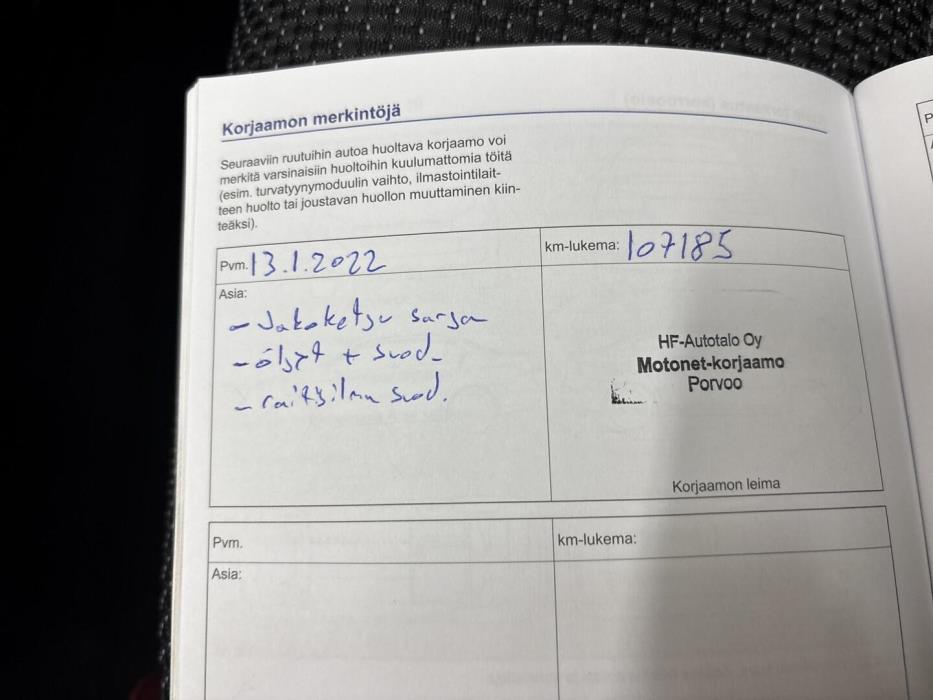 Korjaamon merkintöjä
Seuraaviin ruutuihin autoa huoltava korjaamo voi
merkitä varsinaisiin huoltoihin kuulumattomia töitä
(esim. turvatyynymoduulin vaihto, ilmastointilait-
teen huolto tai joustavan huollon muuttaminen kiin-
teäksi).
Pvm. 13.1.2022
km-lukema: 107185
Asia:
- Jakoketju sarja
- öljyt + suod-
- raitisilma suod.
HF-Autotalo Oy
Motonet-korjaamo
Porvoo
Korjaamon leima
Pvm.
km-lukema:
Asia: